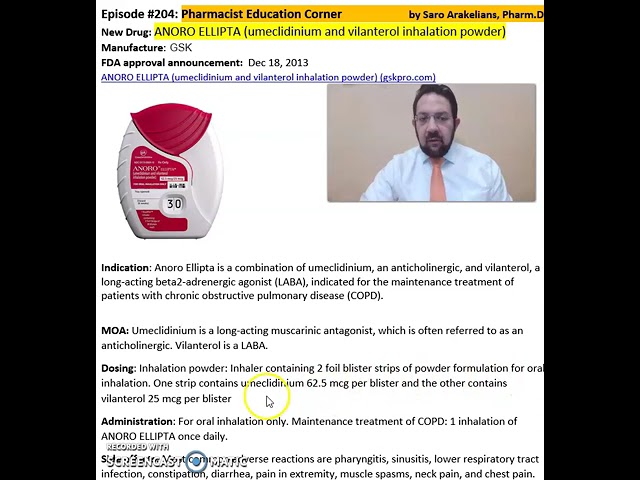 Episode #204: Pharmacist Education Corner by Saro Arakelians, Pharm.D
New Drug: ANORO ELLIPTA (umeclidinium and vilanterol inhalation powder)
Manufacture: GSK
FDA approval announcement: Dec 18, 2013
ANORO ELLIPTA (umeclidinium and vilanterol inhalation powder) (gskpro.com)
ANORO ELLIPTA
30
Indication: Anoro Ellipta is a combination of umeclidinium, an anticholinergic, and vilanterol, a
long-acting beta2-adrenergic agonist (LABA), indicated for the maintenance treatment of
patients with chronic obstructive pulmonary disease (COPD).
MOA: Umeclidinium is a long-acting muscarinic antagonist, which is often referred to as an
anticholinergic. Vilanterol is a LABA.
Dosing: Inhalation powder: Inhaler containing 2 foil blister strips of powder formulation for oral
inhalation. One strip contains umeclidinium 62.5 mcg per blister and the other contains
vilanterol 25 mcg per blister
Administration: For oral inhalation only. Maintenance treatment of COPD: 1 inhalation of
ANORO ELLIPTA once daily.
RECORDED WITH
SCREENCAST MATIC
adverse reactions are pharyngitis, sinusitis, lower respiratory tract
infection, constipation, diarrhea, pain in extremity, muscle spasms, neck pain, and chest pain.